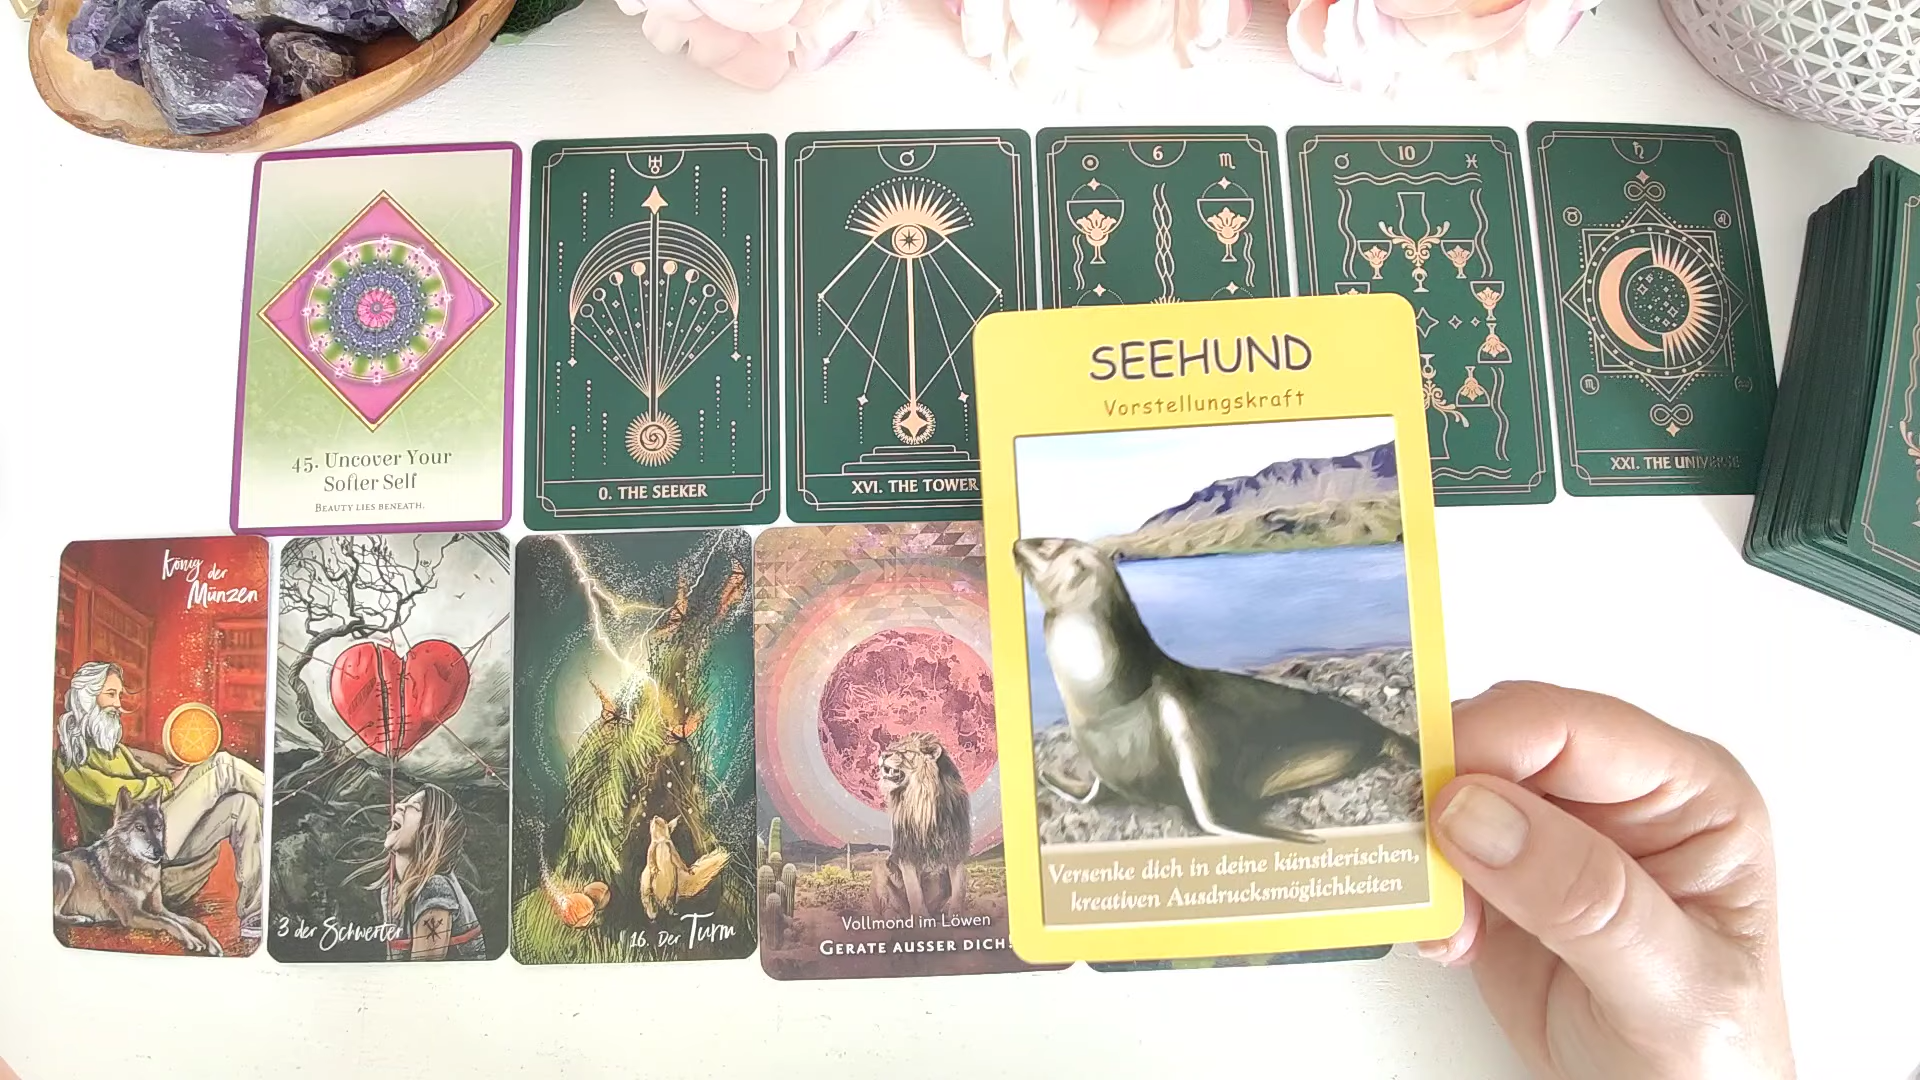 45. Uncover Your
Softer Self
BEAUTY LIES BENEATH.
0. THE SEEKER
XVI. THE TOWER
6
10
XXI. THE UNIVERSE
SEEHUND
Vorstellungskraft
Versenke dich in deine künstlerischen,
kreativen Ausdrucksmöglichkeiten
König der
Münzen
3 der Schwerter
16. Der Turm
Vollmond im Löwen
GERATE AUSSER DICH!